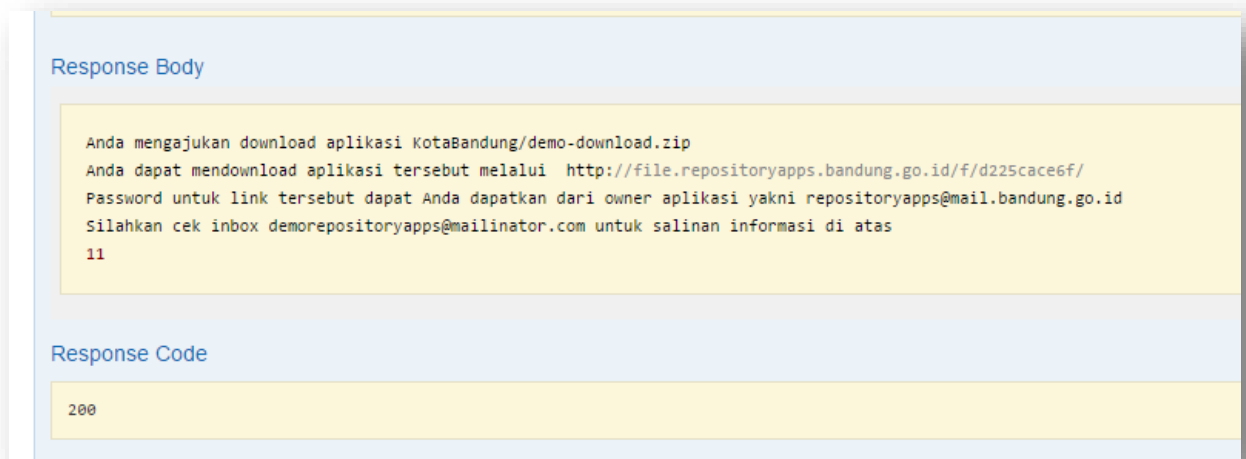 Response Body
Anda mengajukan download aplikasi KotaBandung/demo-download.zip
Anda dapat mendownload aplikasi tersebut melalui  http://file.repositoryapps.bandung.go.id/f/d225cace6f/
Password untuk link tersebut dapat Anda dapatkan dari owner aplikasi yakni repositoryapps@mail.bandung.go.id
Silahkan cek inbox demorepositoryapps@mailinator.com untuk salinan informasi di atas
11
Response Code
200